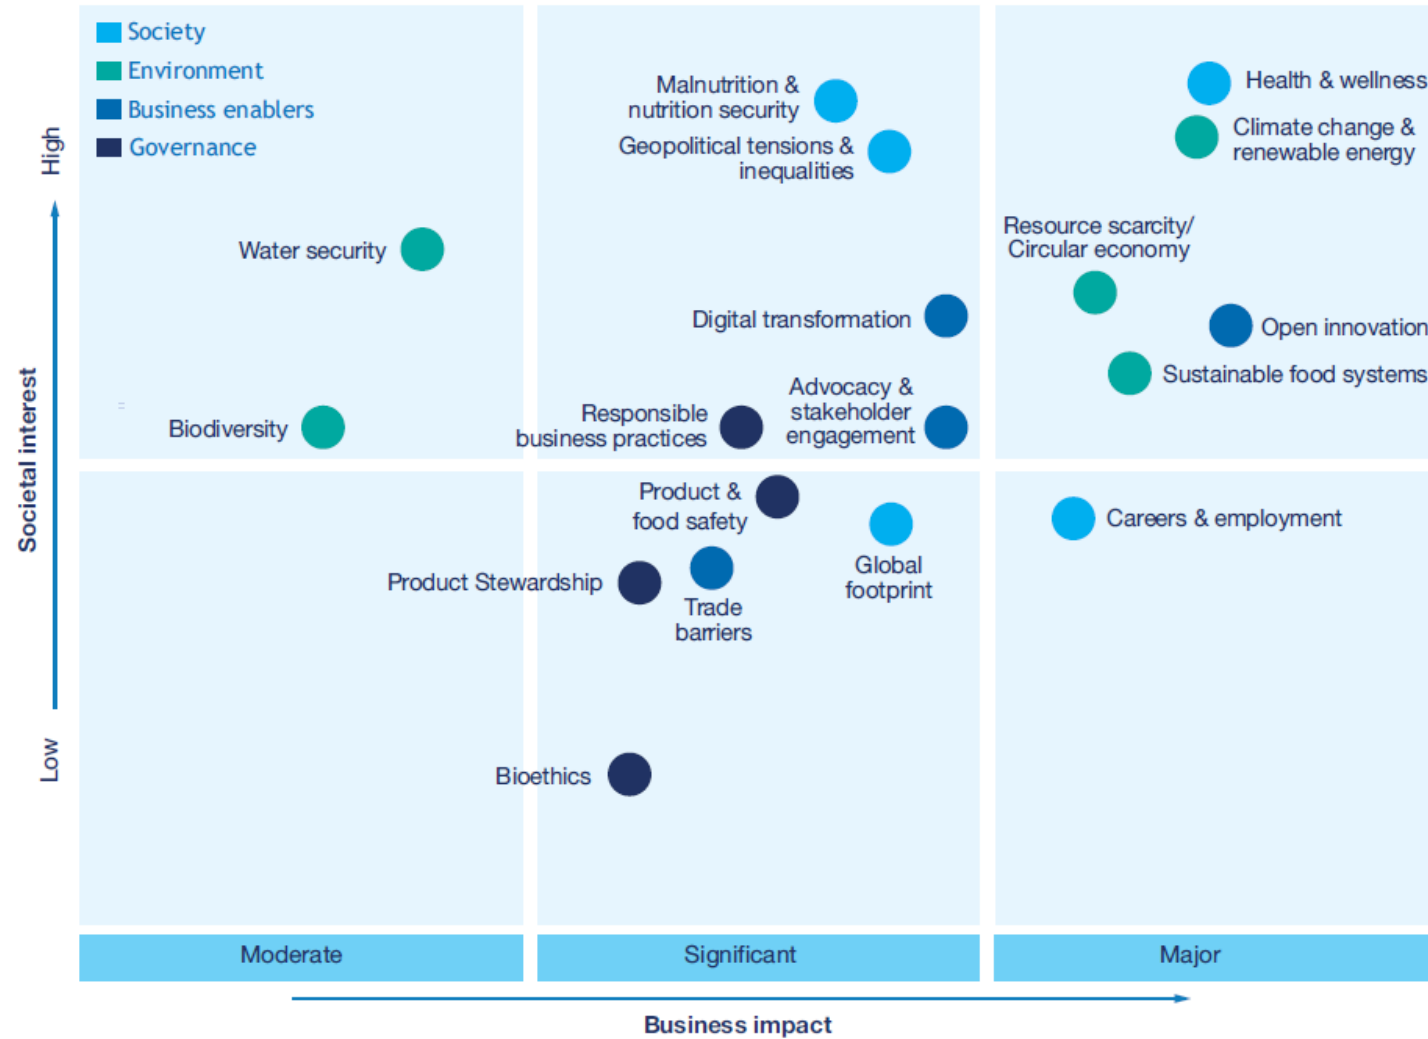 Society
Environment
Business enablers
Governance
High
Societal interest
Low
Malnutrition &
nutrition security
Geopolitical tensions &
inequalities
Health & wellness
Climate change &
renewable energy
Water security
Resource scarcity/
Circular economy
Digital transformation
Open innovation
Sustainable food systems
Biodiversity
Responsible
business practices
Advocacy &
stakeholder
engagement
Product &
food safety
Global
footprint
Careers & employment
Product Stewardship
Trade
barriers
Bioethics
Moderate
Significant
Major
Business impact